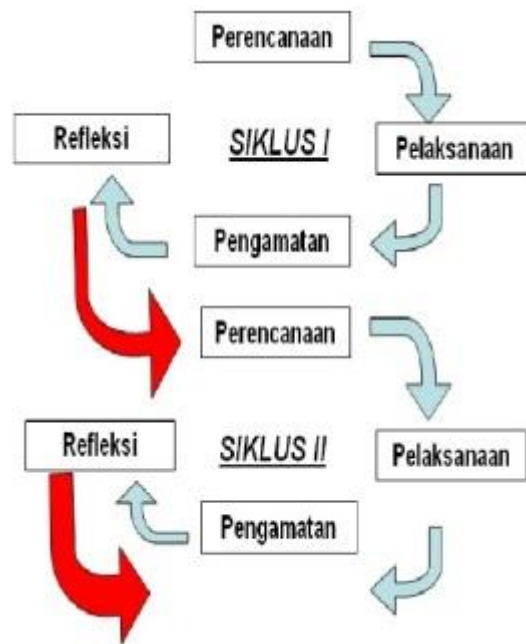 Perencanaan
Refleksi
SIKLUS I
Pelaksanaan
Pengamatan
Perencanaan
Refleksi
SIKLUS II
Pelaksanaan
Pengamatan